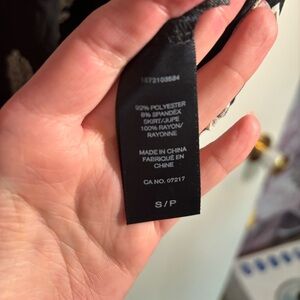 92% POLYESTER
8% SPANDEX
SKIRT/JUPE
100% RAYON/
RAYONNE
MADE IN CHINA
FABRIQUÉ EN
CHINE
CA NO. 07217
S / P